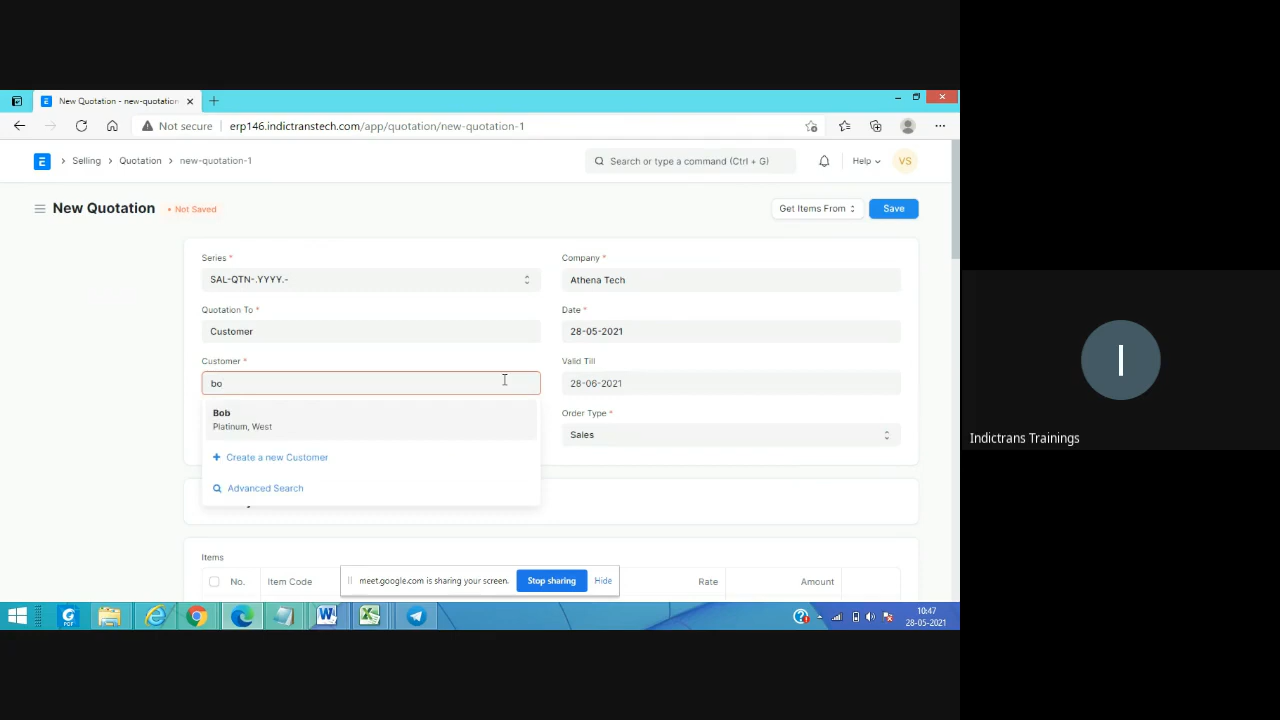 New Quotation - new-quotation
Not secure
erp146.indictranstech.com/app/quotation/new-quotation-1
E > Selling > Quotation > new-quotation-1
Search or type a command (Ctrl + G)
Help
VS
New Quotation
• Not Saved
Get Items From
Save
Series *
SAL-QTN-.YYYY.-
Company *
Athena Tech
Quotation To *
Customer
Date *
28-05-2021
Customer *
bo
Valid Till
28-06-2021
Bob
Platinum, West
+ Create a new Customer
Advanced Search
Order Type *
Sales
Items
No.
Item Code
Rate
Amount
meet.google.com is sharing your screen.
Stop sharing
Hide
10:47
28-05-2021
I
Indictrans Trainings